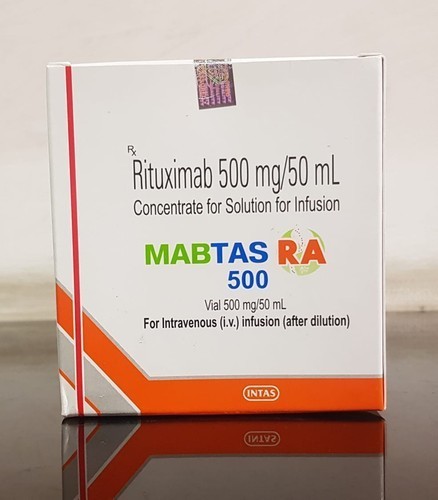 Rx
Rituximab 500 mg/50 mL
Concentrate for Solution for Infusion
MABTAS RA
500
Vial 500 mg/50 mL
For Intravenous (i.v.) infusion (after dilution)
INTAS